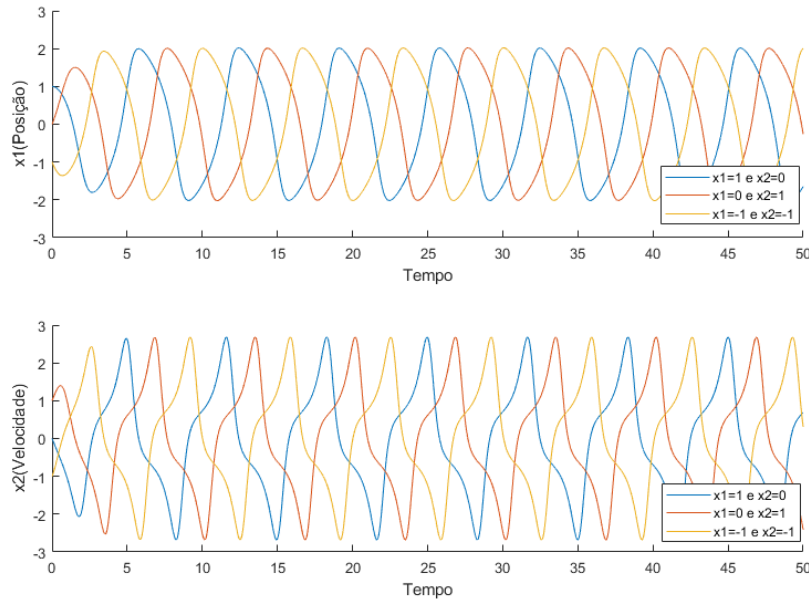 3
2
1
0
-1
-2
-3
x1(Posição)
0 5 10 15 20 25 30 35 40 45 50
Tempo
x1=1 e x2=0
x1=0 e x2=1
x1=-1 e x2=-1
3
2
1
0
-1
-2
-3
x2(Velocidade)
0 5 10 15 20 25 30 35 40 45 50
Tempo
x1=1 e x2=0
x1=0 e x2=1
x1=-1 e x2=-1